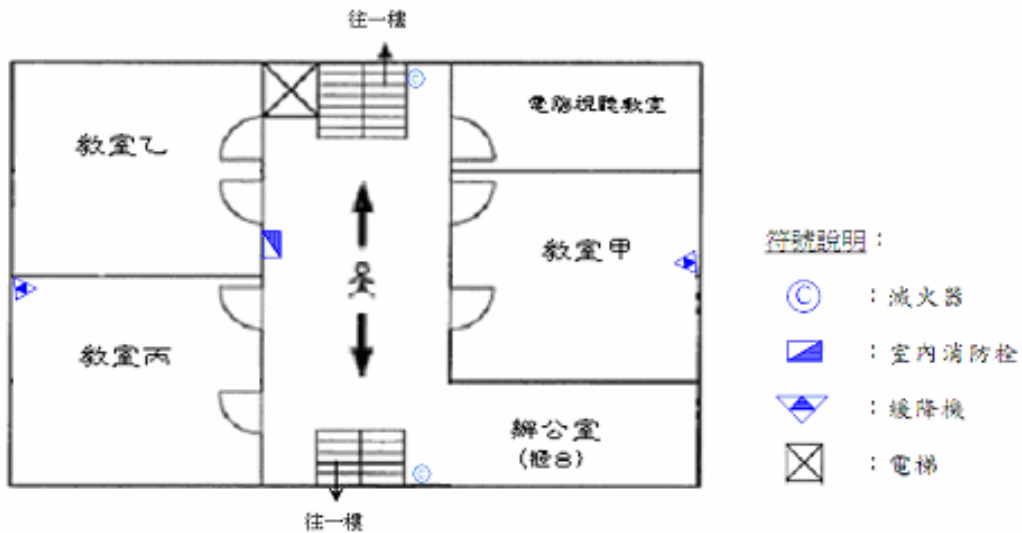 往一樓
教室乙
電腦視聽教室
教室甲
教室丙
辦公室
往一樓
符號說明：
Ⓒ：滅火器
：室內消防栓
：緩降機
：電梯